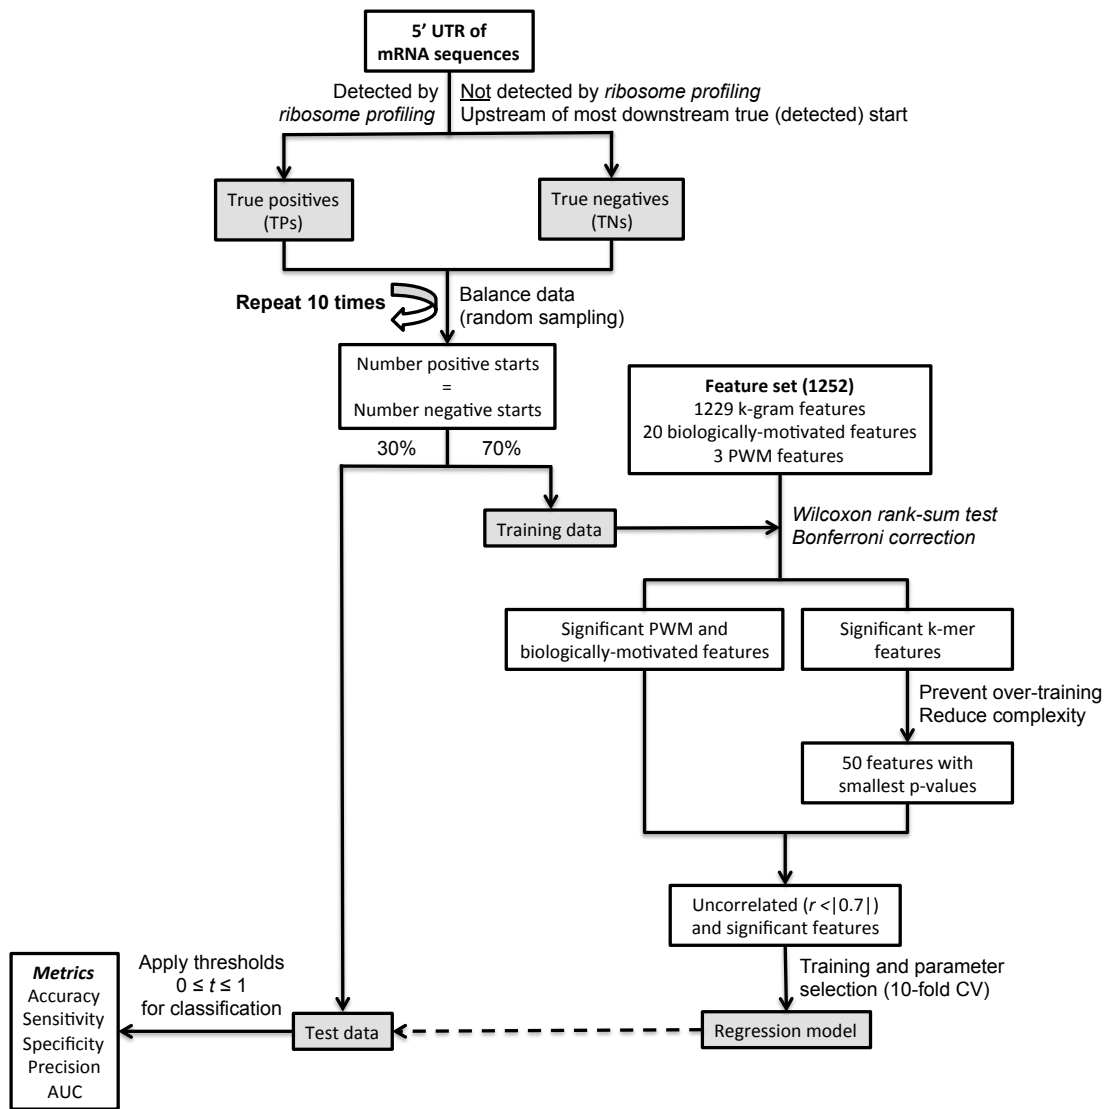 5’ UTR of
mRNA sequences
Detected by
ribosome profiling
Not detected by ribosome profiling
Upstream of most downstream true (detected) start
True positives
(TPs)
True negatives
(TNs)
Repeat 10 times
Balance data
(random sampling)
Number positive starts
=
Number negative starts
30%
70%
Feature set (1252)
1229 k-gram features
20 biologically-motivated features
3 PWM features
Training data
Wilcoxon rank-sum test
Bonferroni correction
Significant PWM and
biologically-motivated features
Significant k-mer
features
Prevent over-training
Reduce complexity
50 features with
smallest p-values
Uncorrelated (r <|0.7|)
and significant features
Training and parameter
selection (10-fold CV)
Regression model
Test data
Apply thresholds
0 ≤ t ≤ 1
for classification
Metrics
Accuracy
Sensitivity
Specificity
Precision
AUC